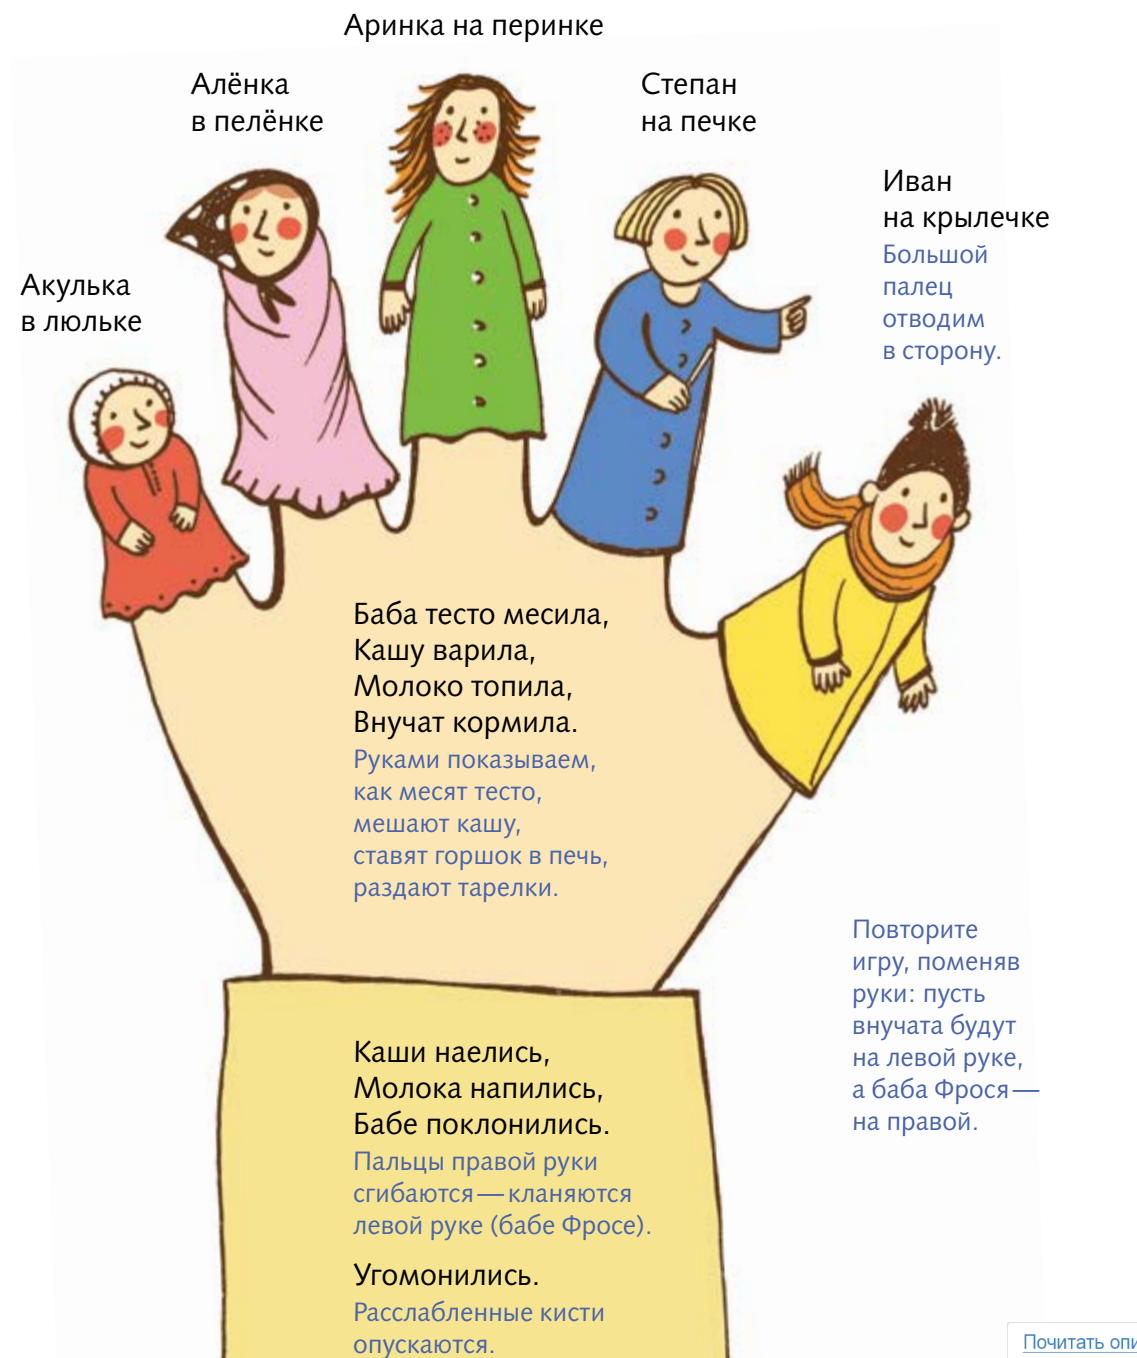 Аринка на перинке
Алёнка
в пелёнке
Степан
на печке
Иван
на крылечке
Большой
палец
отводим
в сторону.
Акулька
в люльке
Баба тесто месила,
Кашу варила,
Молоко топила,
Внучат кормила.
Руками показываем,
как месят тесто,
мешают кашу,
ставят горшок в печь,
раздают тарелки.
Повторите
игру, поменяв
руки: пусть
внучата будут
на левой руке,
а баба Фрося —
на правой.
Каши наелись,
Молока напились,
Бабе поклонились.
Пальцы правой руки
сгибаются — кланяются
левой руке (бабе Фросе).
Угомонились.
Расслабленные кисти
опускаются.
Почитать опи